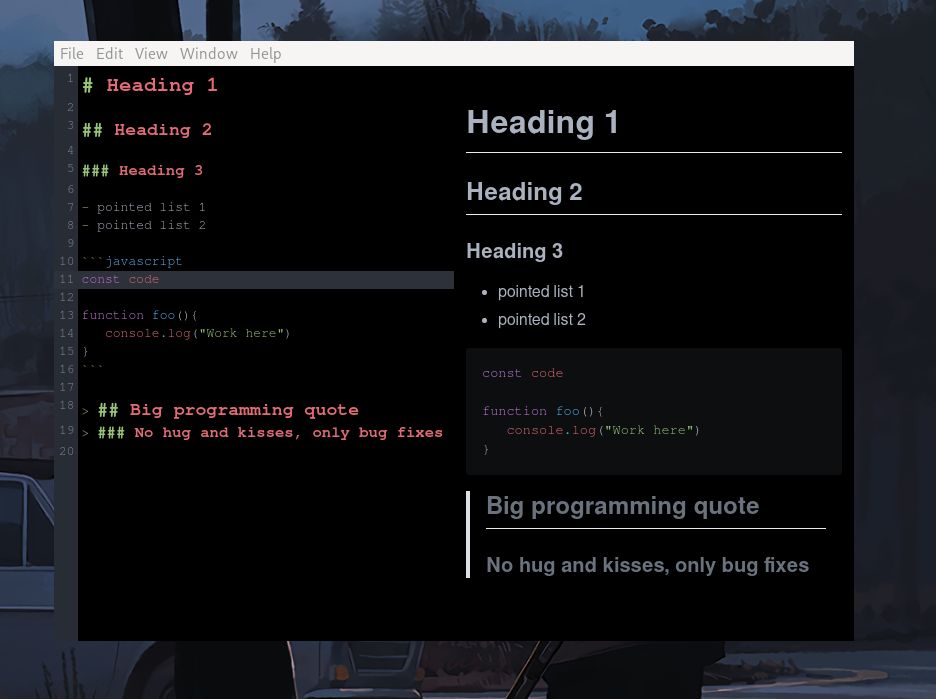 File Edit View Window Help
1 # Heading 1
2
3 ## Heading 2
4
5 ### Heading 3
6
7 - pointed list 1
8 - pointed list 2
9
10 ```javascript
11 const code
12
13 function foo(){
14    console.log("Work here")
15 }
16 ```
17
18 > ## Big programming quote
19 > ### No hug and kisses, only bug fixes
20
Heading 1
Heading 2
Heading 3
• pointed list 1
• pointed list 2
const code
function foo(){
   console.log("Work here")
}
Big programming quote
No hug and kisses, only bug fixes